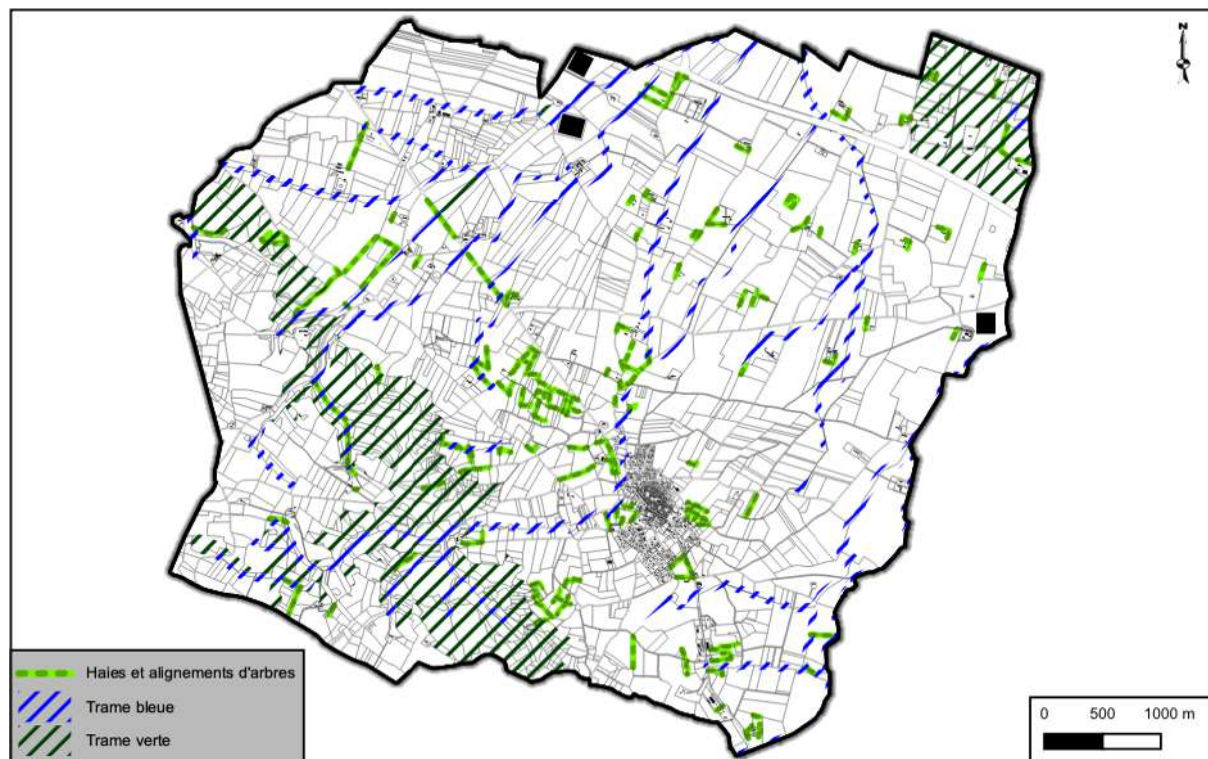 N
Haies et alignements d'arbres
Trame bleue
Trame verte
0 500 1000 m